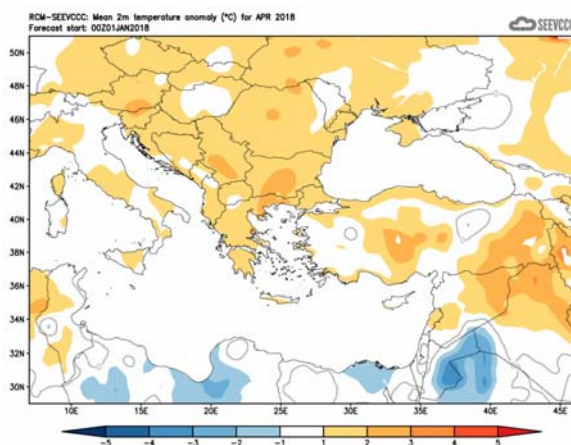 RCM-SEEVCCC: Mean 2m temperature anomaly (°C) for APR 2018
Forecast start: 00Z01JAN2018
SEEVCCC
50N
48N
46N
44N
42N
40N
38N
36N
34N
32N
30N
10E 15E 20E 25E 30E 35E 40E 45E
-5 -4 -3 -2 -1 1 2 3 4 5